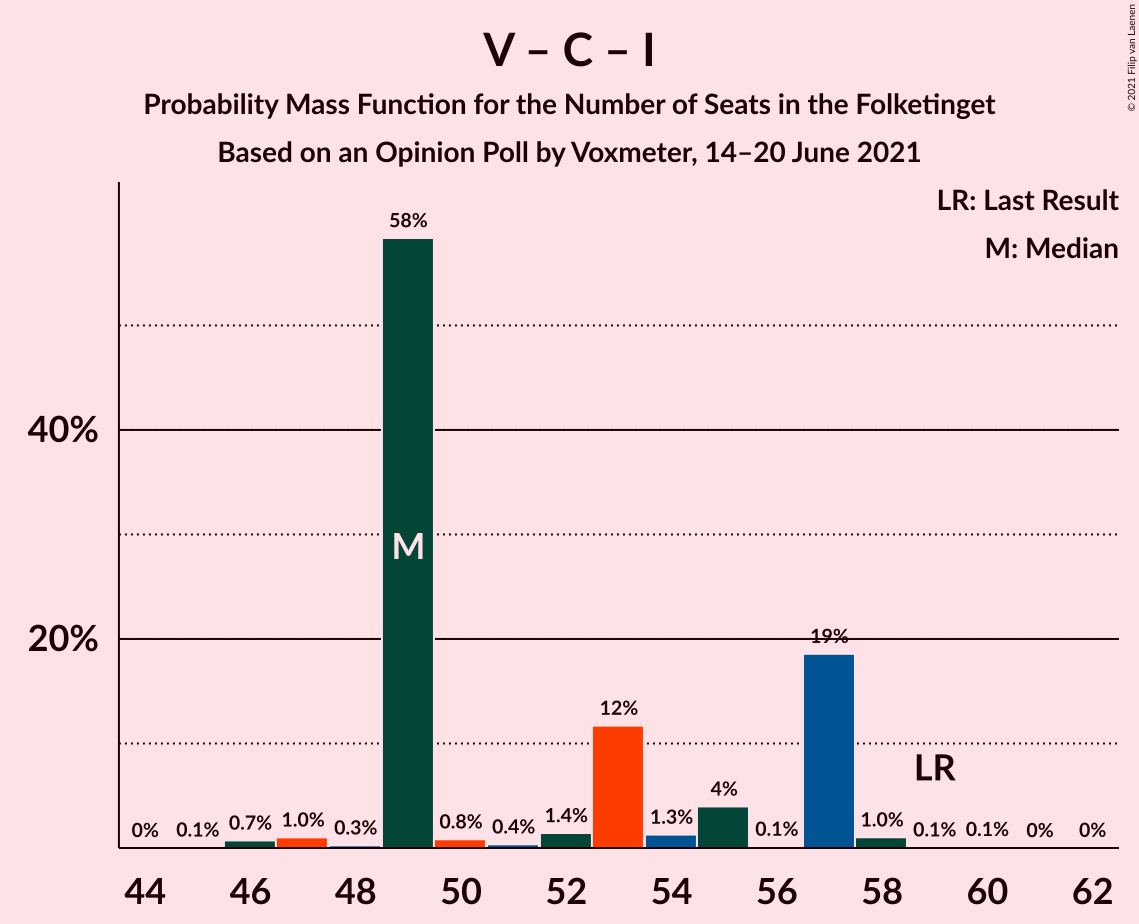 V – C – I
Probability Mass Function for the Number of Seats in the Folketinget
Based on an Opinion Poll by Voxmeter, 14–20 June 2021
© 2021 Filip van Laenen
LR: Last Result
M: Median
40%
20%
0% 0.1% 0.7% 1.0% 0.3% 58% 0.8% 0.4% 1.4% 12% 1.3% 4% 0.1% 19% 1.0% 0.1% 0.1% 0% 0%
M
LR
44 46 48 50 52 54 56 58 60 62